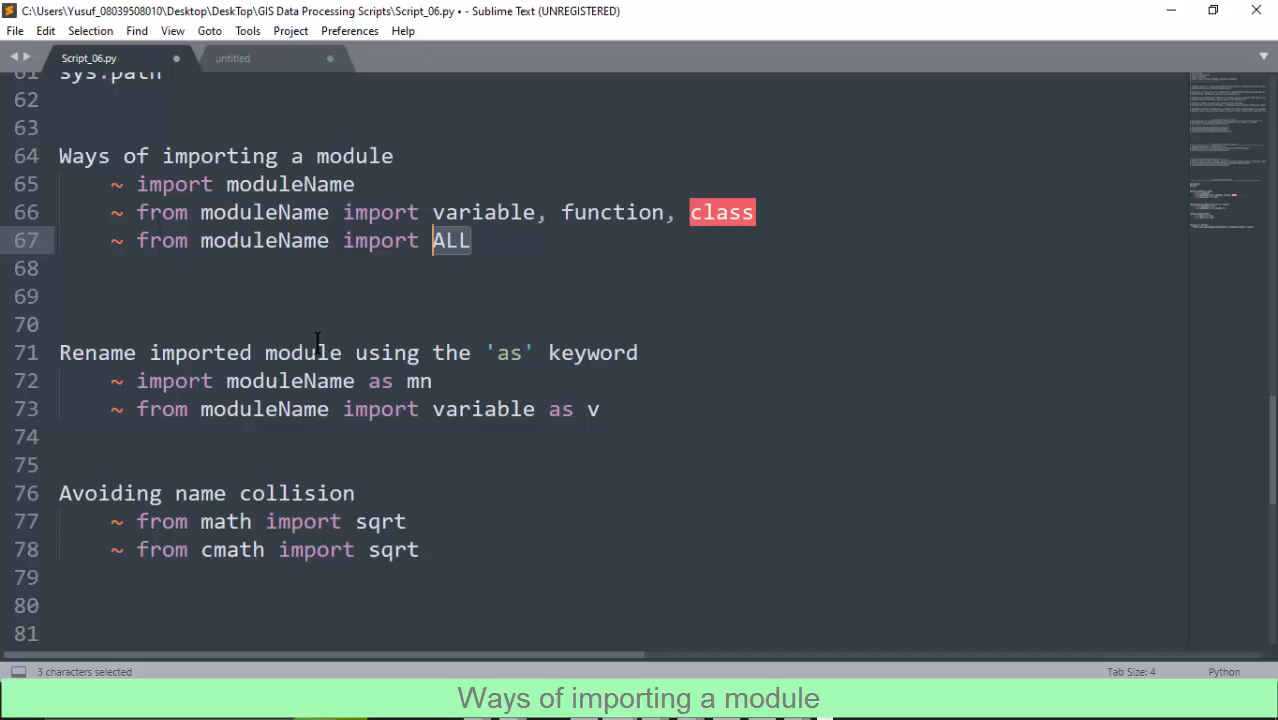 C:\Users\Yusuf_08039508010\Desktop\DeskTop\GIS Data Processing Scripts\Script_06.py • - Sublime Text (UNREGISTERED)
File Edit Selection Find View Goto Tools Project Preferences Help
Script_06.py untitled
61 sys.path
62
63
64 Ways of importing a module
65 ~ import moduleName
66 ~ from moduleName import variable, function, class
67 ~ from moduleName import ALL
68
69
70
71 Rename imported module using the 'as' keyword
72 ~ import moduleName as mn
73 ~ from moduleName import variable as v
74
75
76 Avoiding name collision
77 ~ from math import sqrt
78 ~ from cmath import sqrt
79
80
81
3 characters selected Tab Size: 4 Python
Ways of importing a module